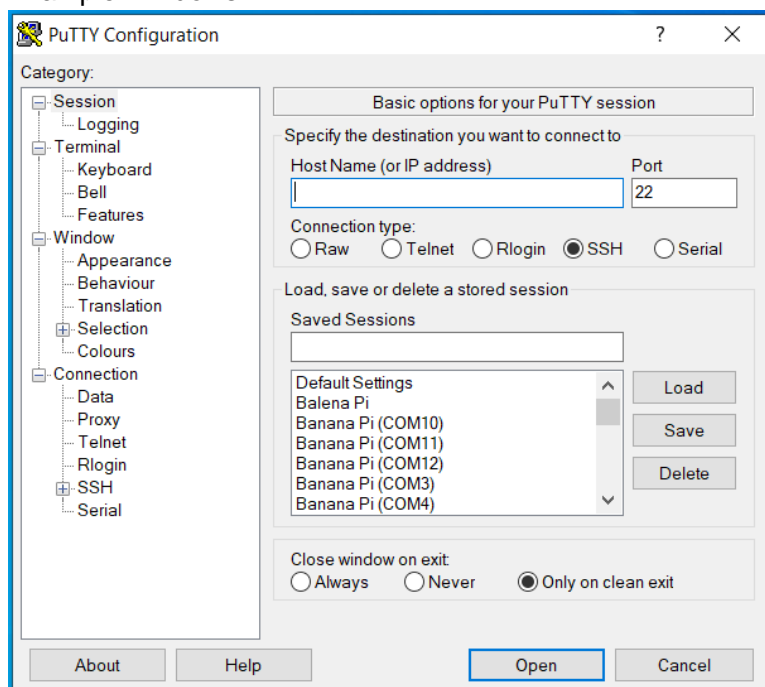 PuTTY Configuration ? ×
Category:
Session
Logging
Terminal
Keyboard
Bell
Features
Window
Appearance
Behaviour
Translation
Selection
Colours
Connection
Data
Proxy
Telnet
Rlogin
SSH
Serial
Basic options for your PuTTY session
Specify the destination you want to connect to
Host Name (or IP address) Port
22
Connection type:
Raw Telnet Rlogin SSH Serial
Load, save or delete a stored session
Saved Sessions
Default Settings
Balena Pi
Banana Pi (COM10)
Banana Pi (COM11)
Banana Pi (COM12)
Banana Pi (COM3)
Banana Pi (COM4)
Load
Save
Delete
Close window on exit:
Always Never Only on clean exit
About Help Open Cancel